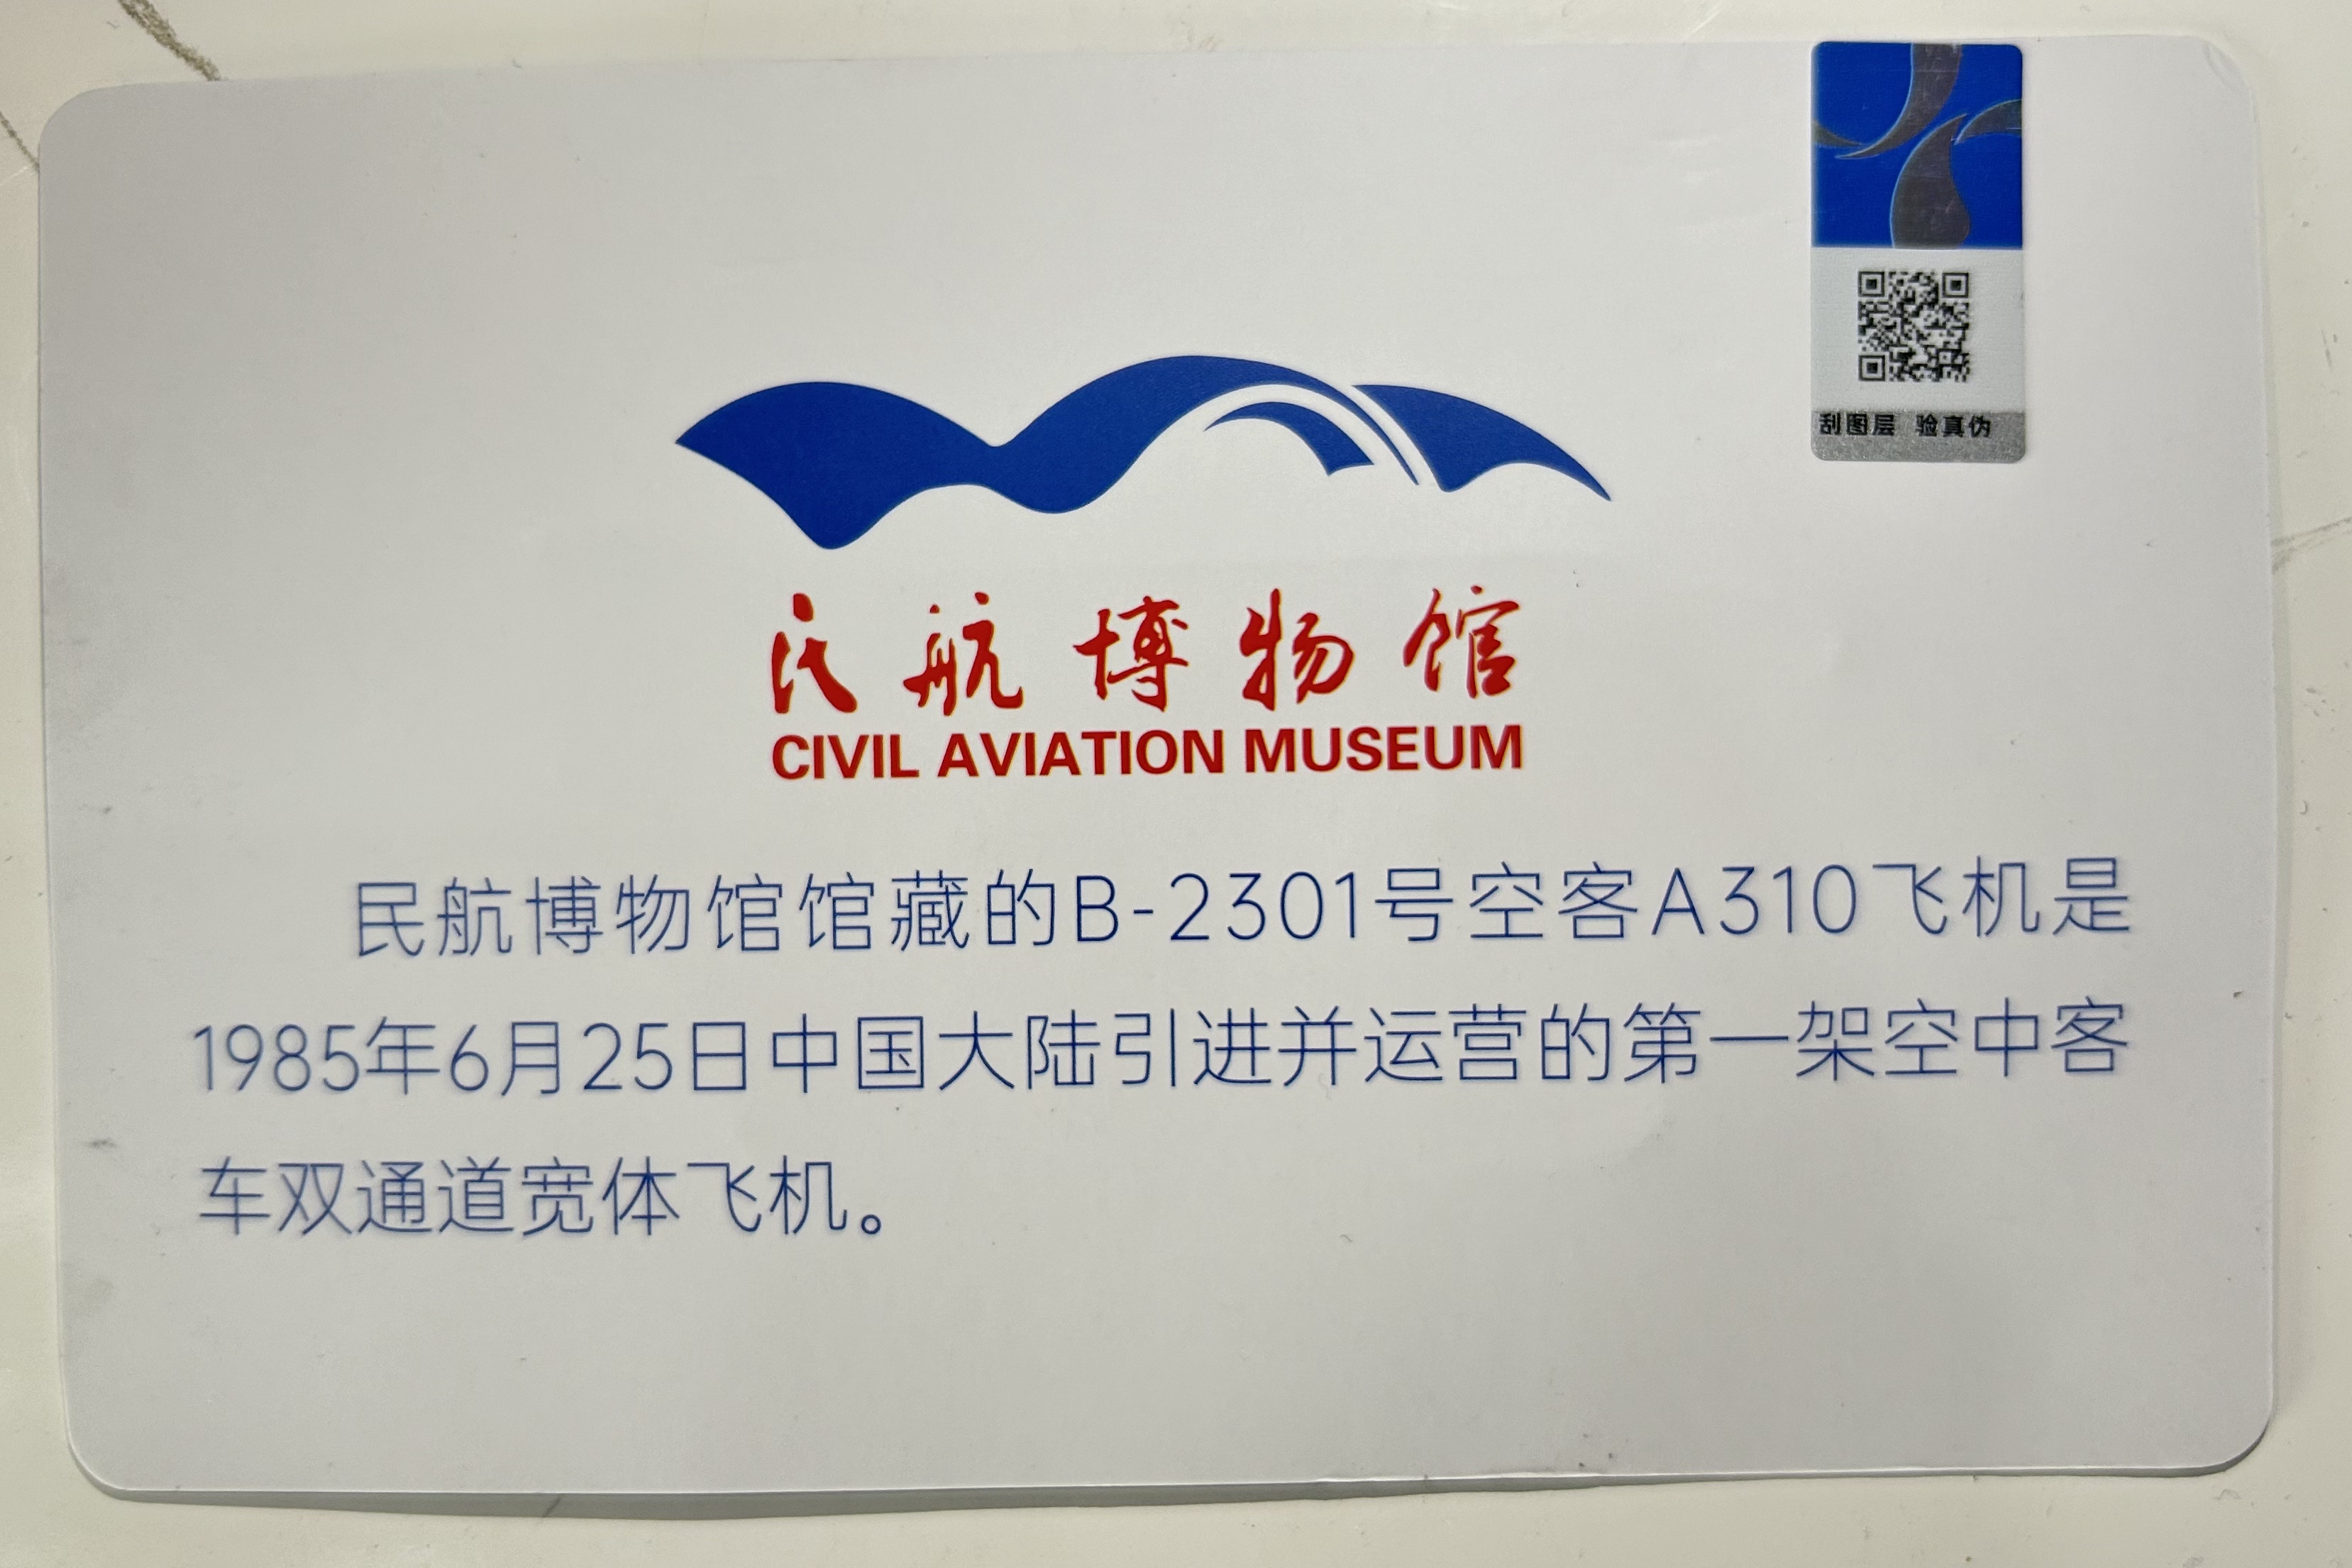 刮图层 验真伪
民航博物馆
CIVIL AVIATION MUSEUM
民航博物馆馆藏的B-2301号空客A310飞机是
1985年6月25日中国大陆引进并运营的第一架空中客
车双通道宽体飞机。